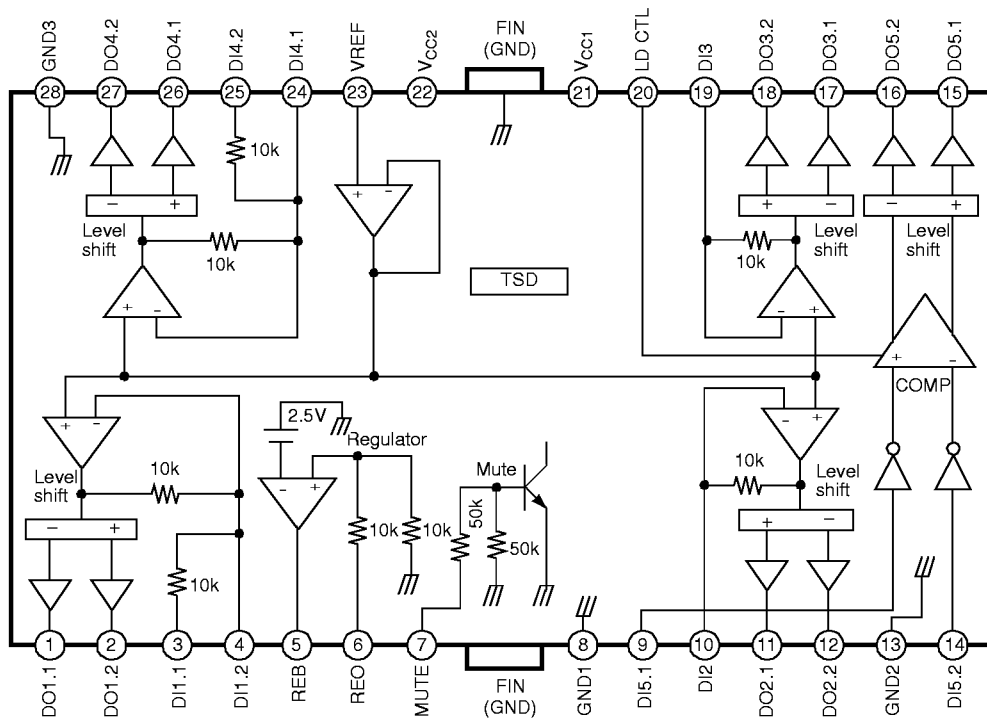 GND3
DO4.2
DO4.1
DI4.2
DI4.1
VREF
VCC2
FIN
(GND)
VCC1
LD CTL
DI3
DO3.2
DO3.1
DO5.2
DO5.1
28
27
26
25
24
23
22
21
20
19
18
17
16
15
10k
+ −
− +
+ −
− +
− +
Level
shift
10k
TSD
Level
shift
10k
Level
shift
+ −
− +
+ −
COMP
+ −
2.5V
Regulator
− +
Level
shift
10k
− +
Mute
10k
Level
shift
− +
10k
10k
10k
50k
50k
+ −
1
2
3
4
5
6
7
8
9
10
11
12
13
14
DO1.1
DO1.2
DI1.1
DI1.2
REB
REO
MUTE
FIN
(GND)
GND1
DI5.1
DI2
DO2.1
DO2.2
GND2
DI5.2